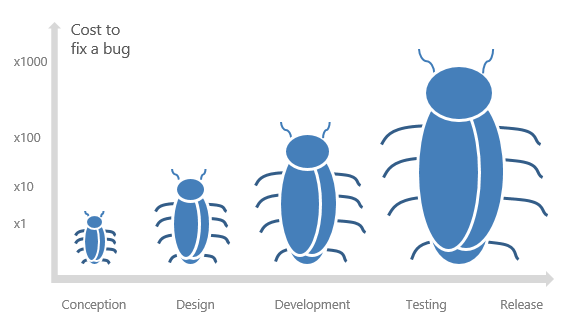 Cost to
fix a bug
x1000
x100
x10
x1
Conception
Design
Development
Testing
Release